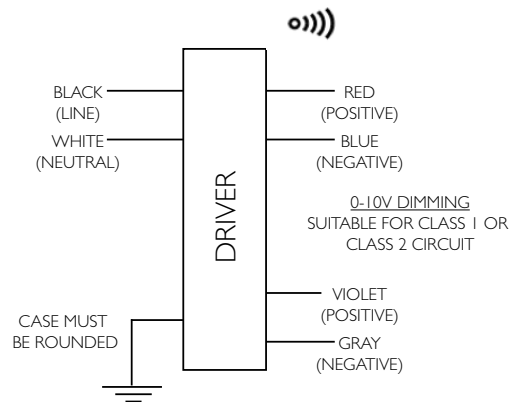 BLACK
(LINE)
WHITE
(NEUTRAL)
CASE MUST
BE ROUNDED
DRIVER
RED
(POSITIVE)
BLUE
(NEGATIVE)
0-10V DIMMING
SUITABLE FOR CLASS 1 OR
CLASS 2 CIRCUIT
VIOLET
(POSITIVE)
GRAY
(NEGATIVE)